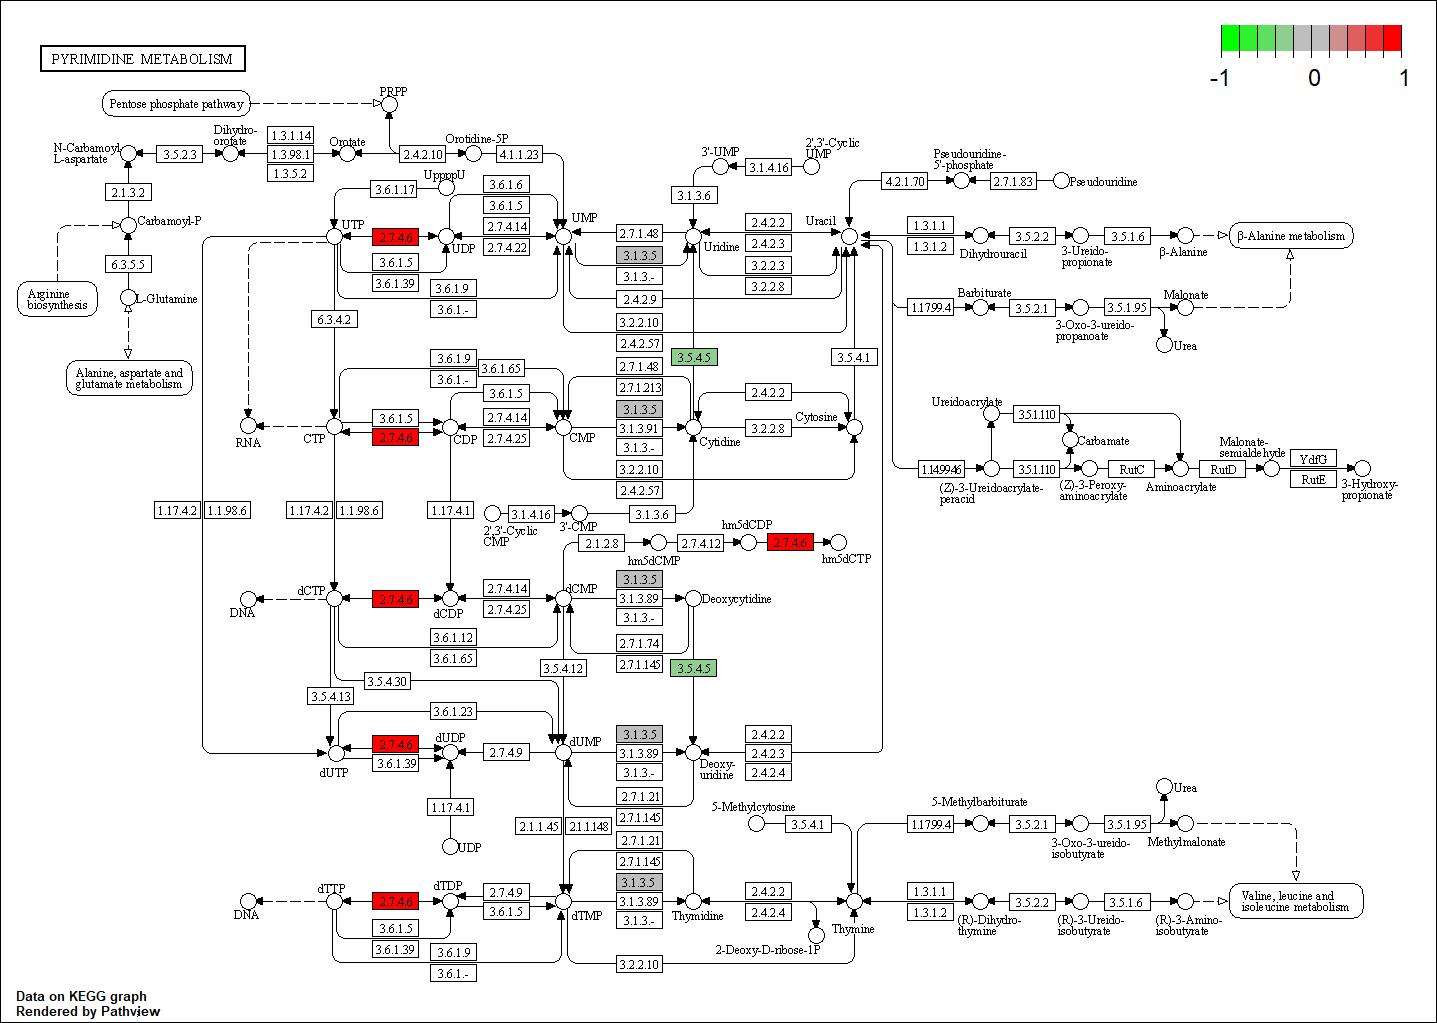 PYRIMIDINE METABOLISM
-1
0
1
Pentose phosphate pathway
PRPP
N-Carbamoyl-
L-aspartate
3.5.2.3
Dihydro-
orotate
1.3.1.14
1.3.98.1
1.3.5.2
Orotate
2.4.2.10
Orotidine-5P
4.1.1.23
2.1.3.2
Carbamoyl-P
6.3.5.5
L-Glutamine
Arginine
biosynthesis
Alanine, aspartate and
glutamate metabolism
3.6.1.17
UppppU
3.6.1.6
3.6.1.5
2.7.4.14
2.7.4.22
UTP
2.7.4.6
3.6.1.5
3.6.1.39
UDP
3.6.1.9
3.6.1.-
UMP
3'-UMP
3.1.4.16
2',3'-Cyclic
UMP
3.1.3.6
2.7.1.48
3.1.3.5
3.1.3.-
2.4.2.9
3.2.2.10
2.4.2.57
Uridine
2.4.2.2
2.4.2.3
3.2.2.3
3.2.2.8
Uracil
4.2.1.70
Pseudouridine-
5'-phosphate
2.7.1.83
Pseudouridine
1.3.1.1
1.3.1.2
Dihydrouracil
3.5.2.2
3-Ureido-
propionate
3.5.1.6
β-Alanine
β-Alanine metabolism
1.1.99.4
Barbiturate
3.5.2.1
3-Oxo-3-ureido-
propanoate
3.5.1.95
Malonate
Urea
6.3.4.2
3.6.1.9
3.6.1.-
3.6.1.65
2.7.1.48
2.7.1.213
3.5.4.5
3.5.4.1
RNA
CTP
3.6.1.5
2.7.4.6
CDP
3.6.1.5
2.7.4.14
2.7.4.25
CMP
3.1.3.5
3.1.3.91
3.1.3.-
3.2.2.10
2.4.2.57
Cytidine
2.4.2.2
3.2.2.8
Cytosine
Ureidoacrylate
3.5.1.110
Carbamate
1.14.99.46
(Z)-3-Ureidoacrylate-
peracid
3.5.1.110
(Z)-3-Peroxy-
aminoacrylate
RutC
Aminoacrylate
RutD
Malonate-
semialdehyde
YdfG
RutE
3-Hydroxy-
propionate
1.17.4.2
1.1.98.6
1.17.4.2
1.1.98.6
1.17.4.1
2',3'-Cyclic
CMP
3.1.4.16
3'-CMP
3.1.3.6
2.1.2.8
hm5dCMP
2.7.4.12
hm5dCDP
2.7.4.6
hm5dCTP
DNA
dCTP
2.7.4.6
dCDP
2.7.4.14
2.7.4.25
dCMP
3.1.3.5
3.1.3.89
3.1.3.-
Deoxycytidine
3.6.1.12
3.6.1.65
2.7.1.74
2.7.1.145
3.5.4.12
3.5.4.5
3.5.4.30
3.5.4.13
3.6.1.23
dUTP
2.7.4.6
3.6.1.39
dUDP
2.7.4.9
dUMP
3.1.3.5
3.1.3.89
3.1.3.-
Deoxy-
uridine
2.4.2.2
2.4.2.3
2.4.2.4
1.17.4.1
UDP
2.7.1.21
2.7.1.145
2.1.1.45
2.1.1.148
2.7.1.21
2.7.1.145
5-Methylcytosine
3.5.4.1
1.1.99.4
5-Methylbarbiturate
3.5.2.1
3-Oxo-3-ureido-
isobutyrate
3.5.1.95
Methylmalonate
Urea
DNA
dTTP
2.7.4.6
dTDP
2.7.4.9
3.6.1.5
dTMP
3.1.3.5
3.1.3.89
3.1.3.-
Thymidine
2.4.2.2
2.4.2.4
2-Deoxy-D-ribose-1P
Thymine
1.3.1.1
1.3.1.2
(R)-Dihydro-
thymine
3.5.2.2
(R)-3-Ureido-
isobutyrate
3.5.1.6
(R)-3-Amino-
isobutyrate
Valine, leucine and
isoleucine metabolism
3.6.1.5
3.6.1.39
3.6.1.9
3.6.1.-
3.2.2.10
Data on KEGG graph
Rendered by Pathview